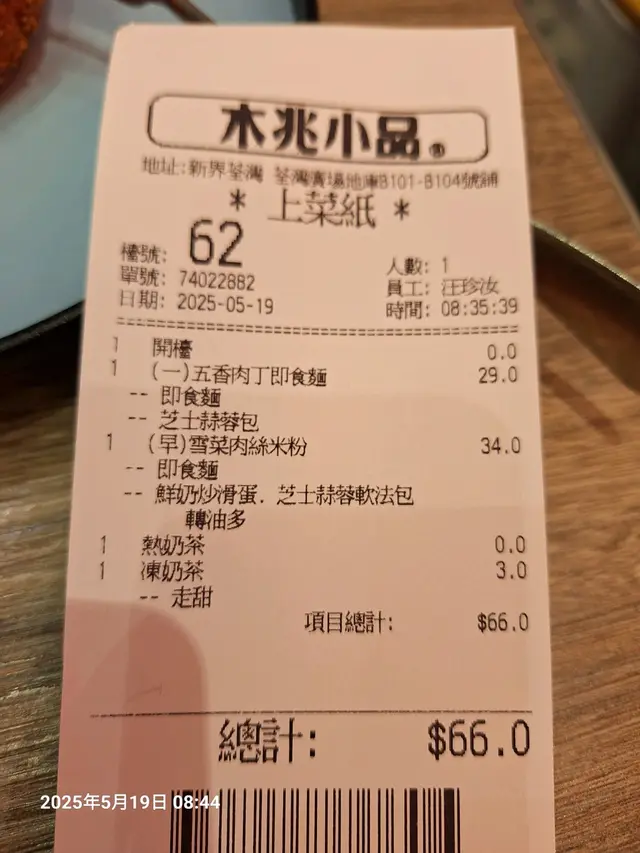 木兆小品®
地址:新界荃灣 荃灣廣場地庫B101-B104號舖
* 上菜紙 *
檯號: 62
人數: 1
單號: 74022882
員工: 汪珍汝
日期: 2025-05-19
時間: 08:35:39
1 開檯 0.0
1 (一)五香肉丁即食麵 29.0
-- 即食麵
-- 芝士蒜蓉包
1 (早)雪菜肉絲米粉 34.0
-- 即食麵
-- 鮮奶炒滑蛋. 芝士蒜蓉軟法包
轉油多
1 熱奶茶 0.0
1 凍奶茶 3.0
-- 走甜
項目總計: $66.0
總計: $66.0
2025年5月19日 08:44